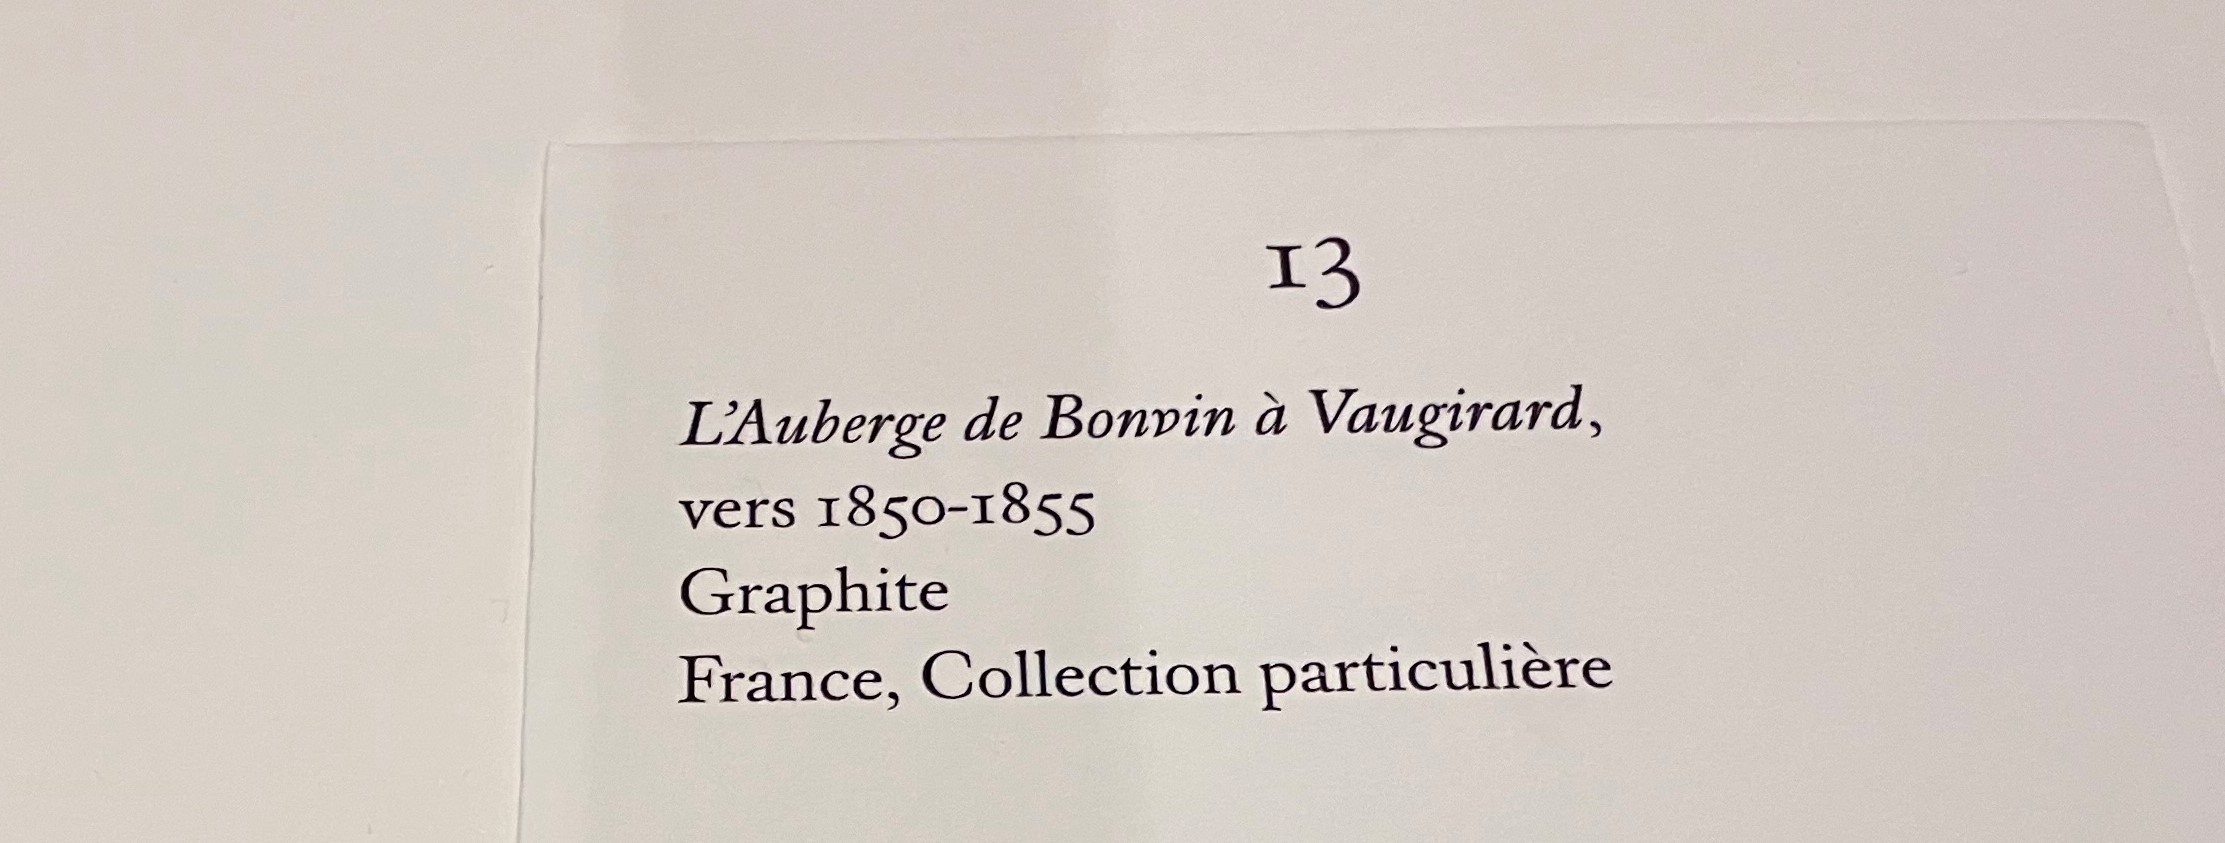 13
L'Auberge de Bonvin à Vaugirard,
vers 1850-1855
Graphite
France, Collection particulière